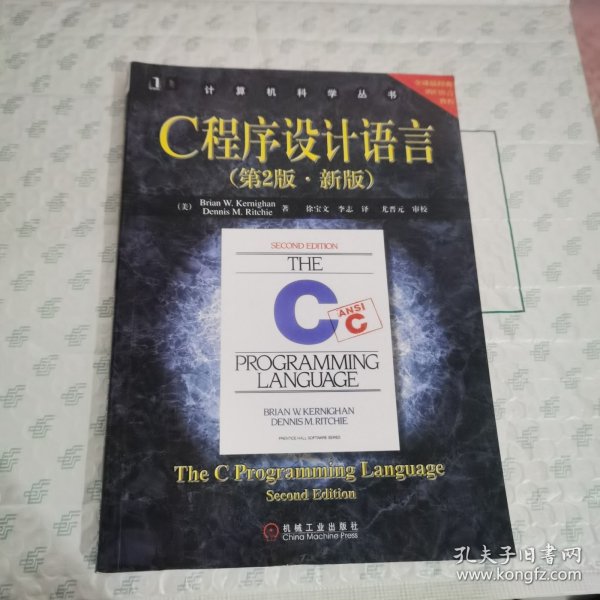 计算机科学丛书
C程序设计语言
(第2版·新版)
(美) Brian W. Kernighan
Dennis M. Ritchie 著 徐宝文 李志 译 尤晋元 审校
SECOND EDITION
THE
C
ANSI
C
PROGRAMMING
LANGUAGE
BRIAN W. KERNIGHAN
DENNIS M. RITCHIE
PRENTICE HALL SOFTWARE SERIES
The C Programming Language
Second Edition
机械工业出版社
China Machine Press
孔夫子旧书网
www.kongfz.com